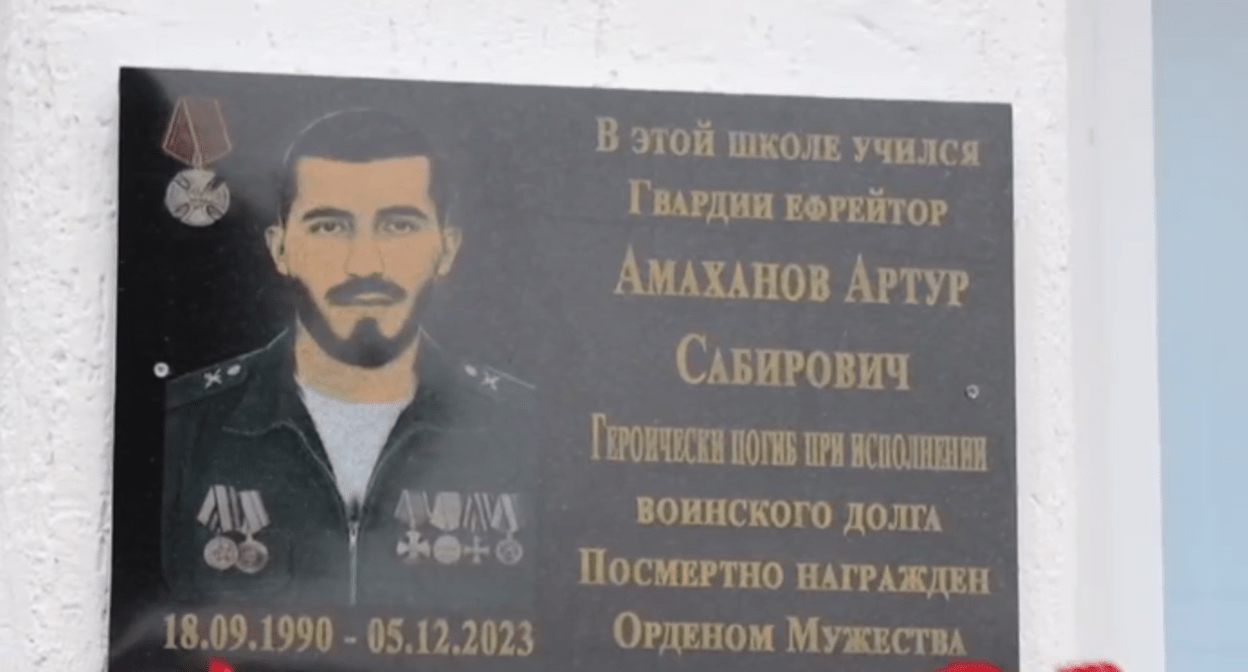 В ЭТОЙ ШКОЛЕ УЧИЛСЯ
ГВАРДИИ ЕФРЕЙТОР
АМАХАНОВ АРТУР
САБИРОВИЧ
ГЕРОИЧЕСКИ ПОГИБ ПРИ ИСПОЛНЕНИИ
ВОИНСКОГО ДОЛГА
ПОСМЕРТНО НАГРАЖДЕН
ОРДЕНОМ МУЖЕСТВА
18.09.1990 - 05.12.2023